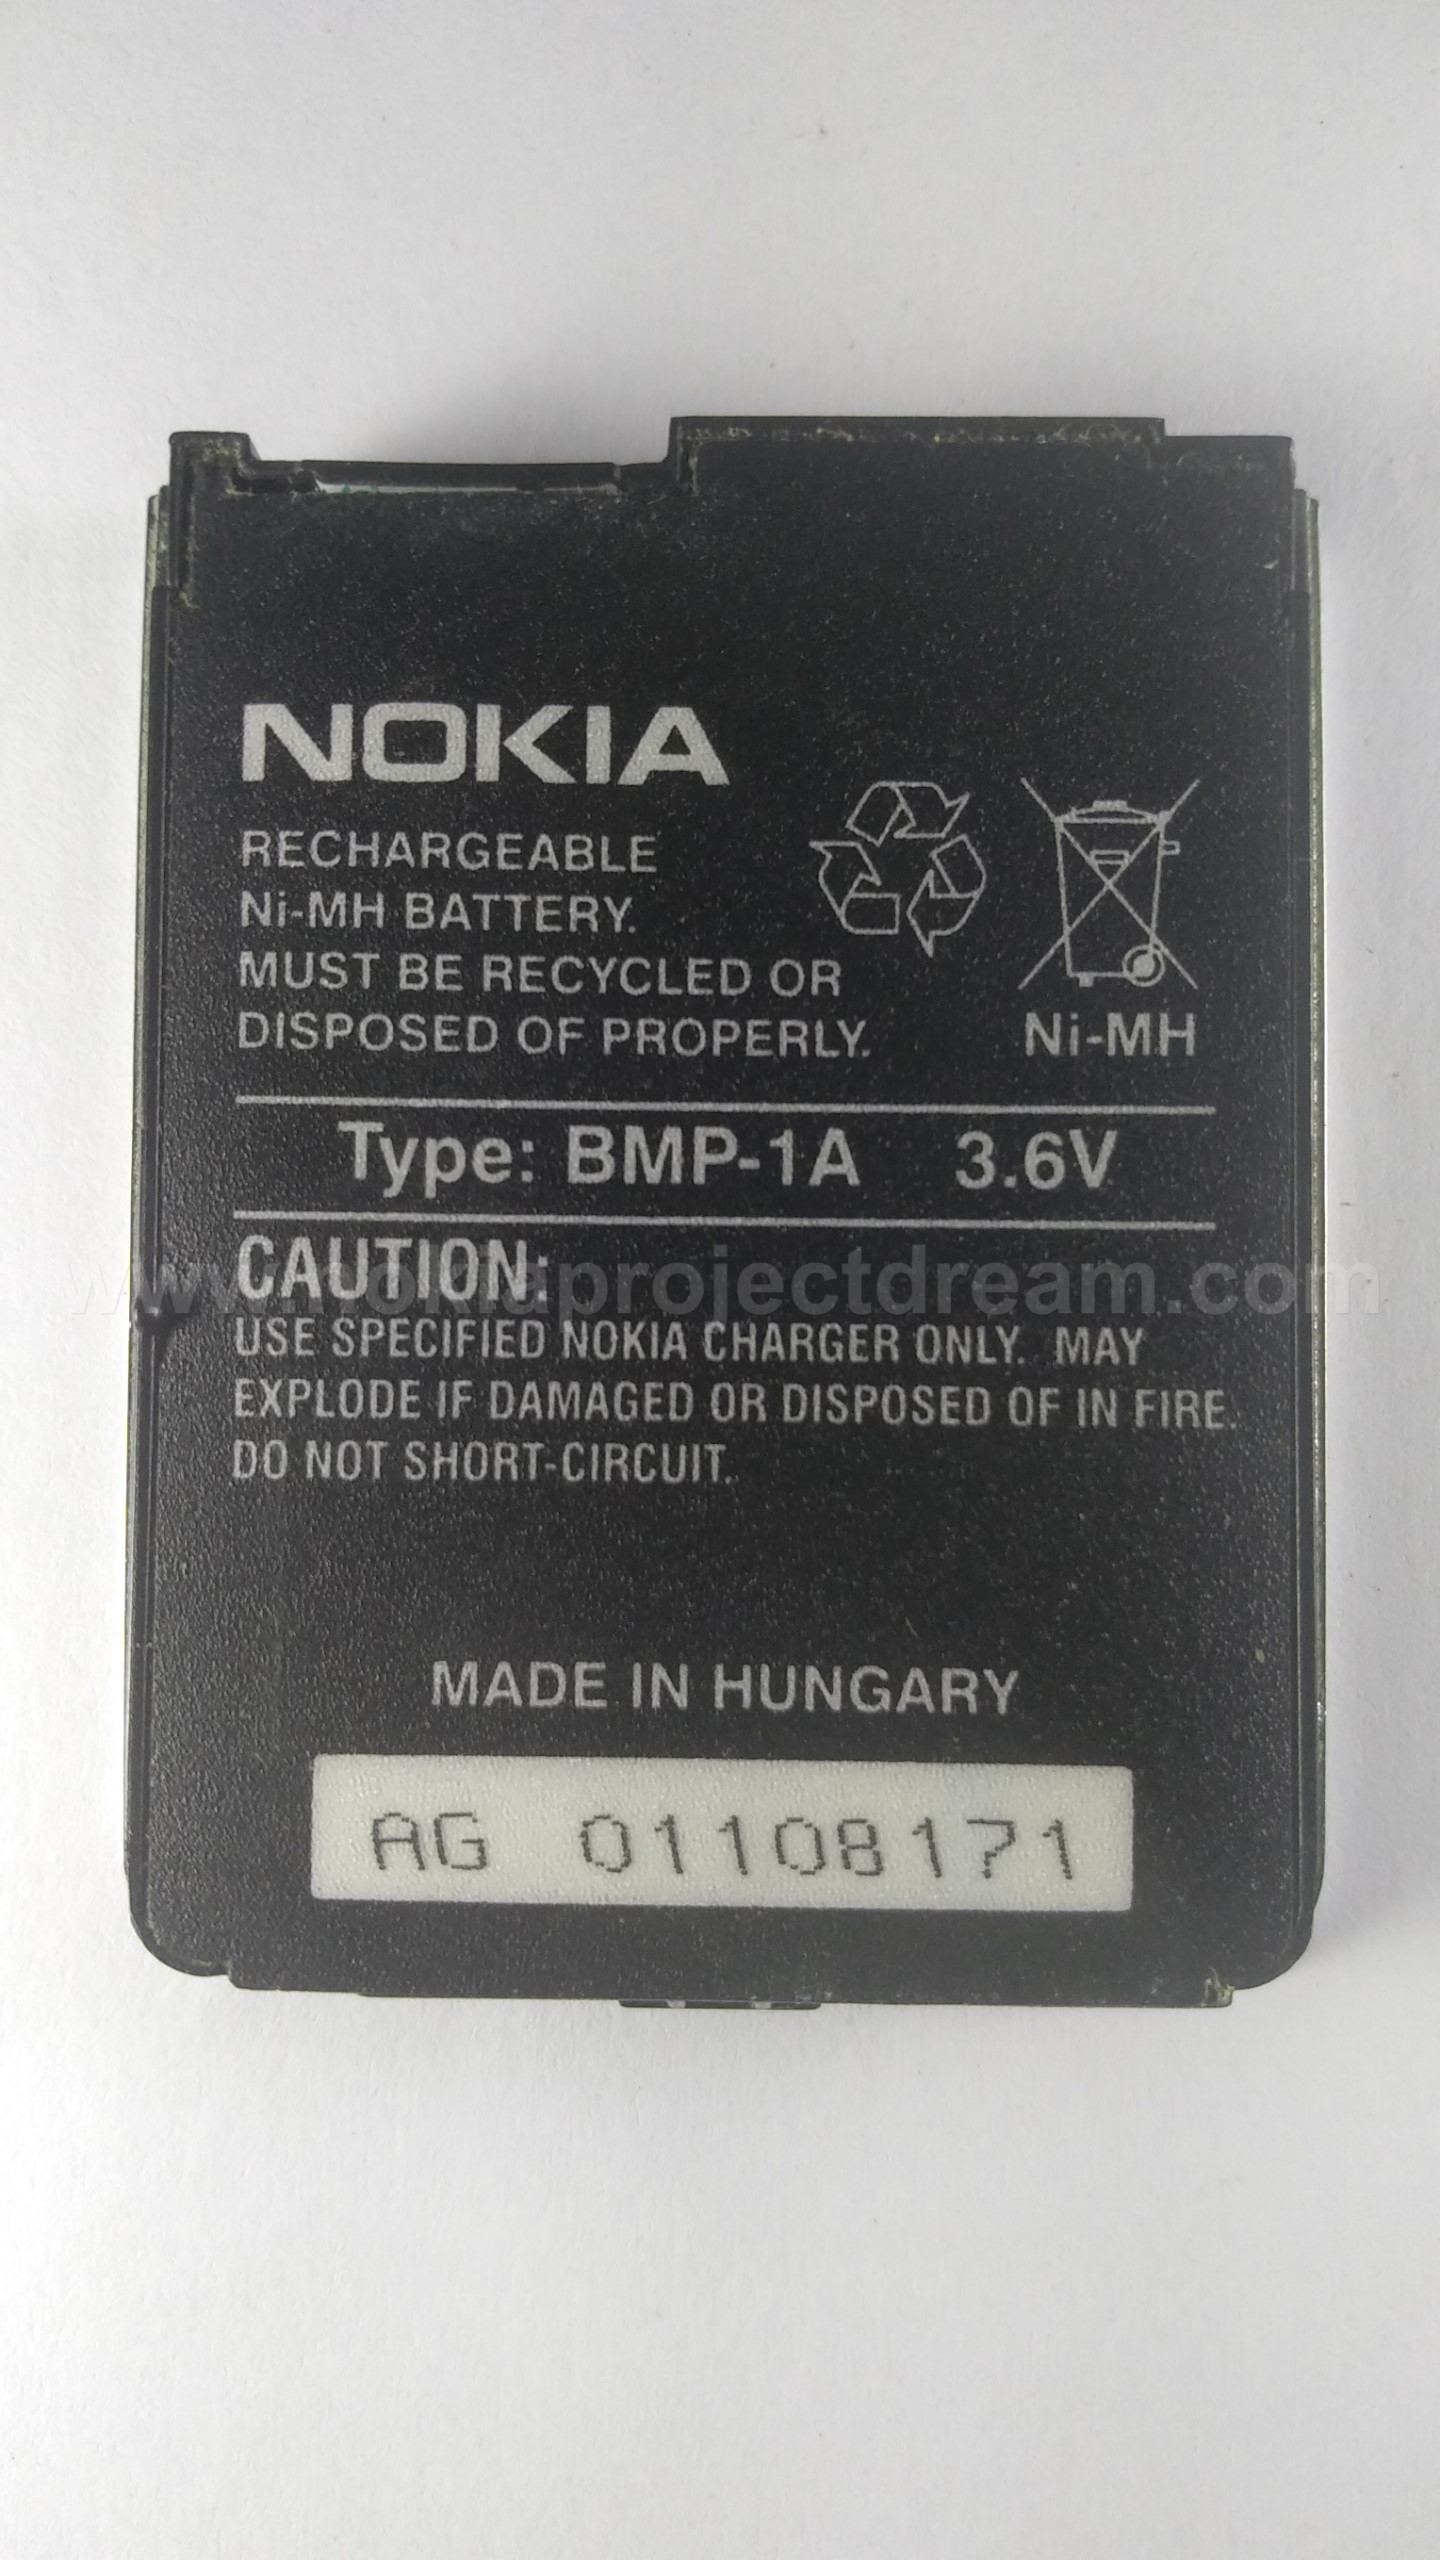 NOKIA
RECHARGEABLE
Ni-MH BATTERY.
MUST BE RECYCLED OR
DISPOSED OF PROPERLY.
Ni-MH
Type: BMP-1A 3.6V
CAUTION:
www.nokiaprojectdream.com
USE SPECIFIED NOKIA CHARGER ONLY. MAY
EXPLODE IF DAMAGED OR DISPOSED OF IN FIRE.
DO NOT SHORT-CIRCUIT.
MADE IN HUNGARY
AG 01108171